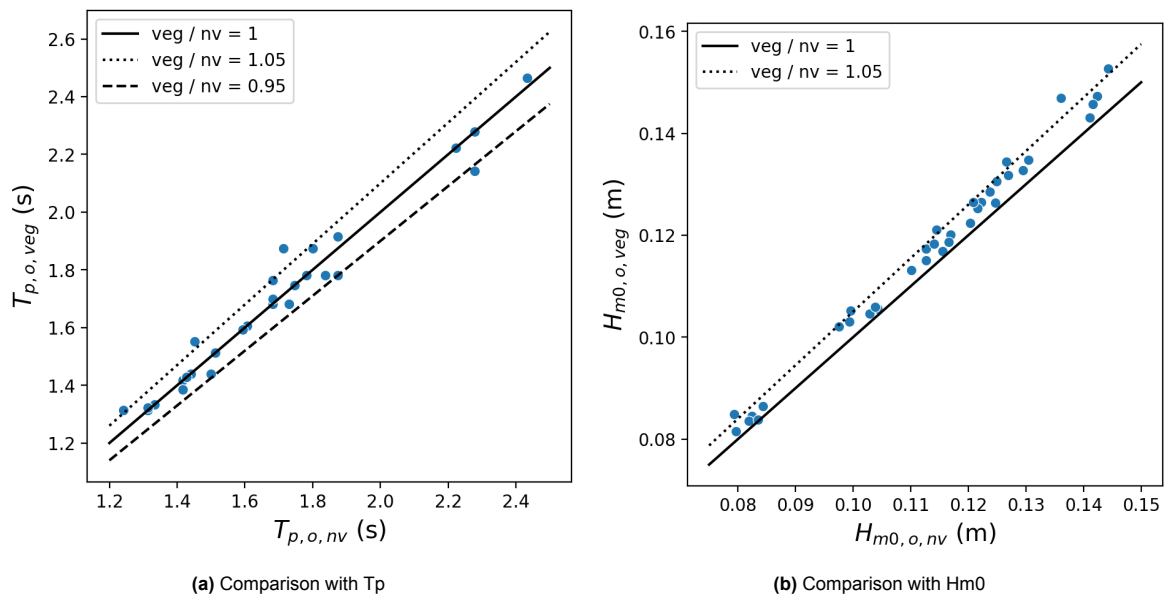 veg / nv = 1
veg / nv = 1.05
veg / nv = 0.95
2.6
2.4
2.2
2.0
1.8
1.6
1.4
1.2
T_{p,o,veg} (s)
1.2 1.4 1.6 1.8 2.0 2.2 2.4
T_{p,o,nv} (s)
(a) Comparison with Tp
veg / nv = 1
veg / nv = 1.05
0.16
0.14
0.12
0.10
0.08
H_{m0,o,veg} (m)
0.08 0.09 0.10 0.11 0.12 0.13 0.14 0.15
H_{m0,o,nv} (m)
(b) Comparison with Hm0